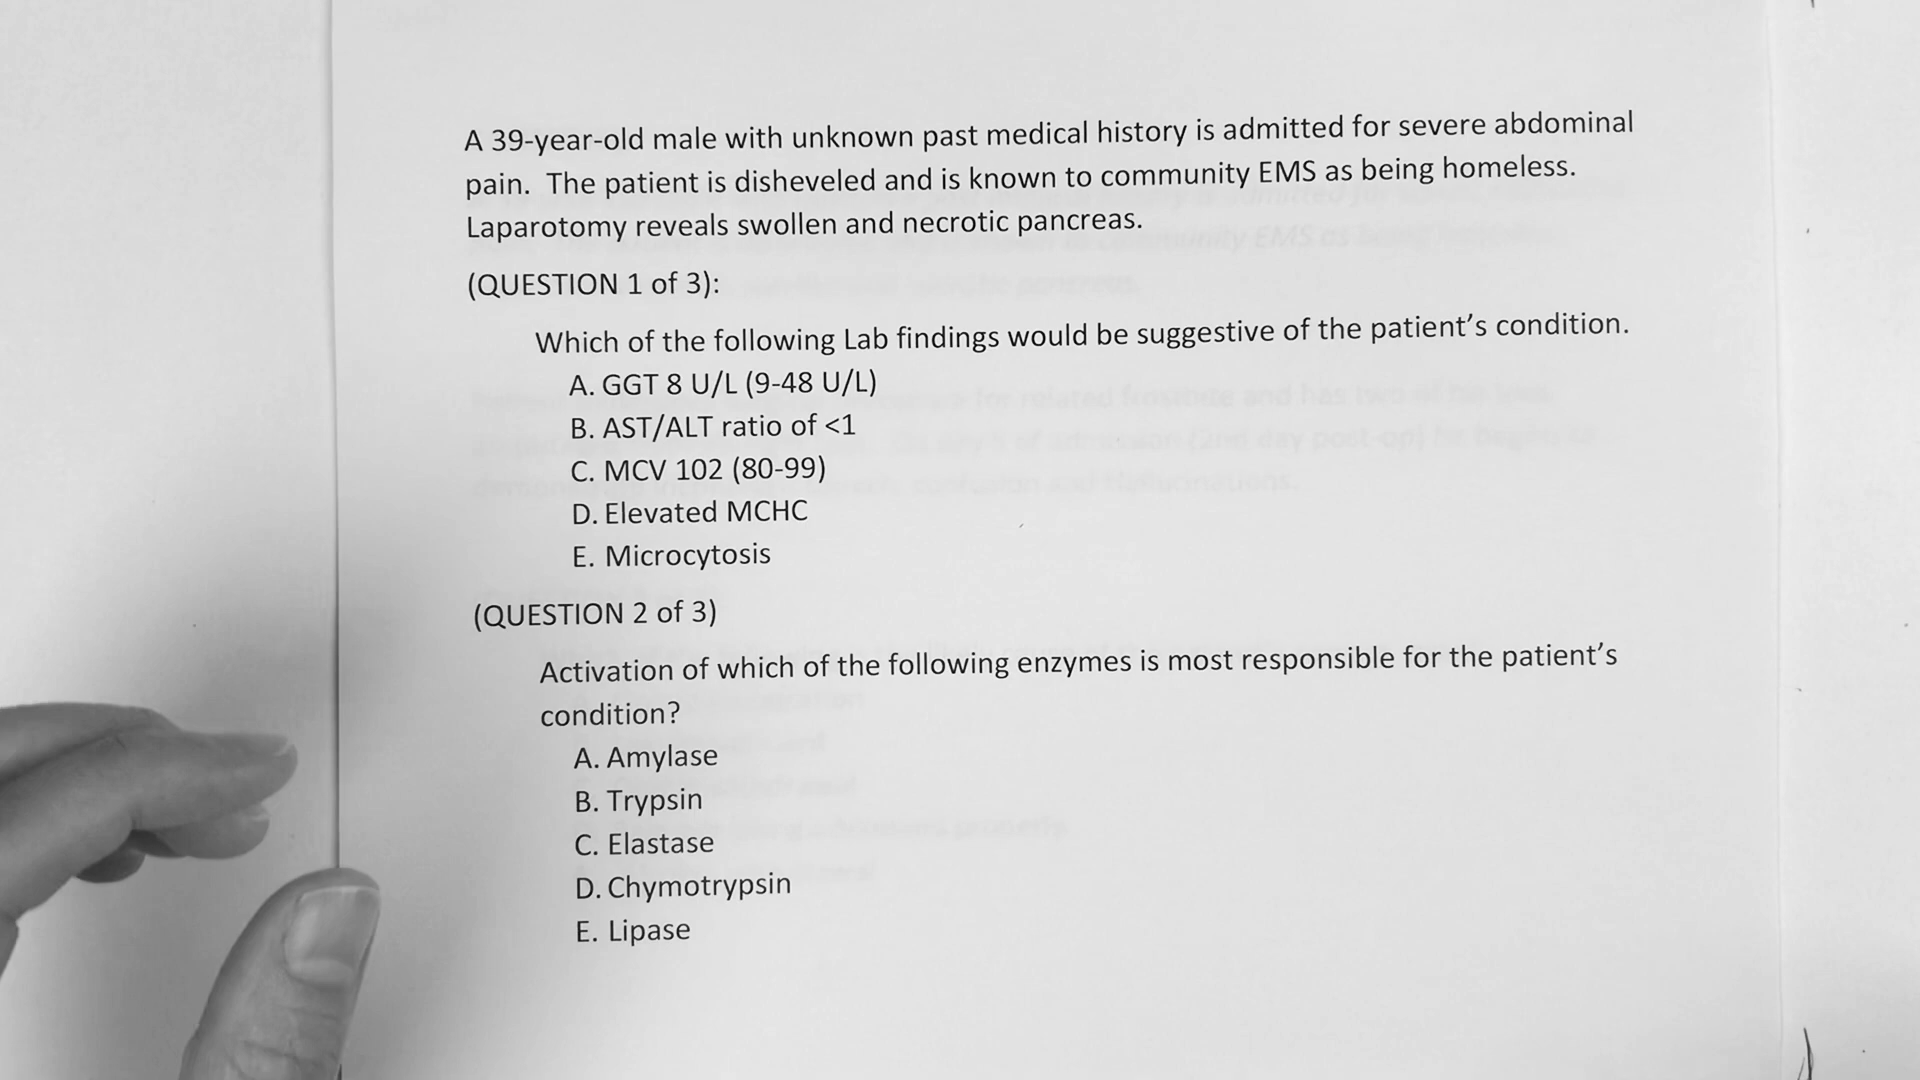 A 39-year-old male with unknown past medical history is admitted for severe abdominal
pain.  The patient is disheveled and is known to community EMS as being homeless.
Laparotomy reveals swollen and necrotic pancreas.
(QUESTION 1 of 3):
Which of the following Lab findings would be suggestive of the patient’s condition.
A. GGT 8 U/L (9-48 U/L)
B. AST/ALT ratio of <1
C. MCV 102 (80-99)
D. Elevated MCHC
E. Microcytosis
(QUESTION 2 of 3)
Activation of which of the following enzymes is most responsible for the patient’s
condition?
A. Amylase
B. Trypsin
C. Elastase
D. Chymotrypsin
E. Lipase